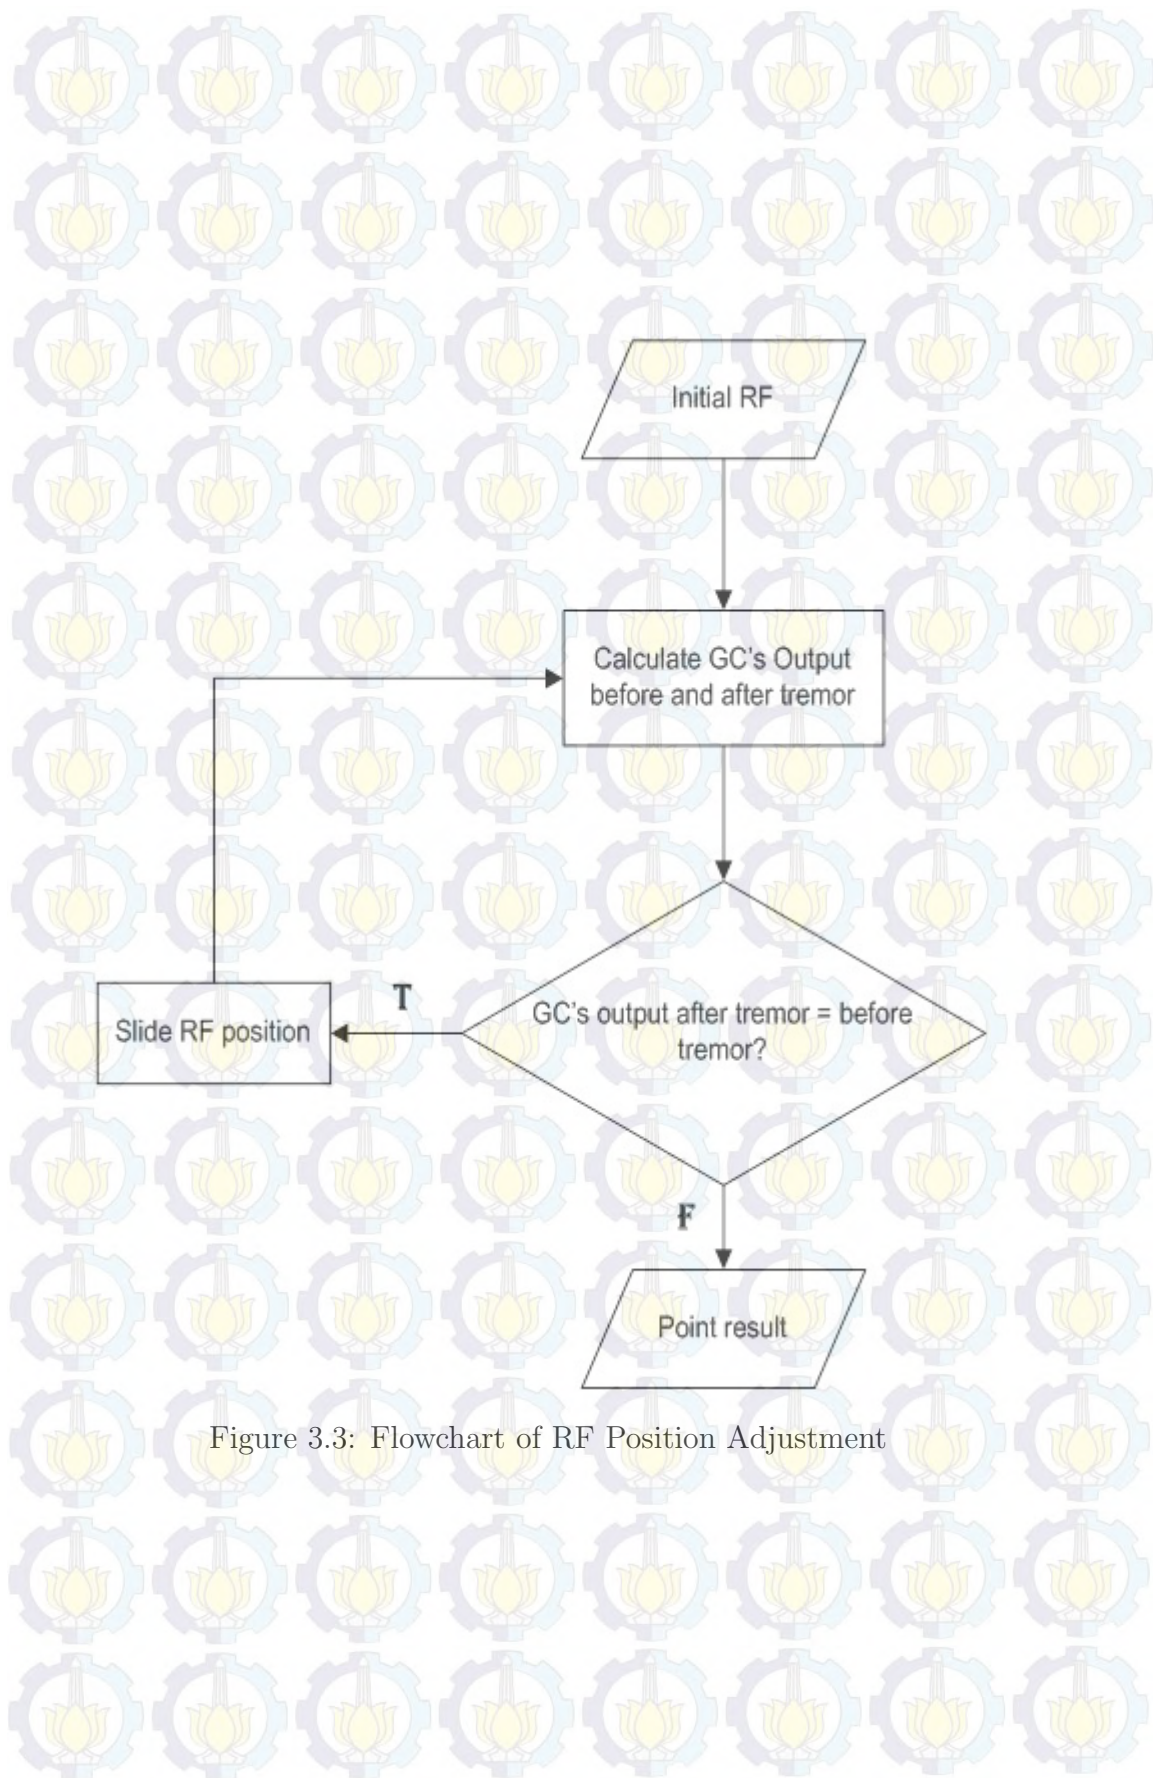 Initial RF
Calculate GC's Output
before and after tremor
GC's output after tremor = before
tremor?
T
Slide RF position
F
Point result
Figure 3.3: Flowchart of RF Position Adjustment